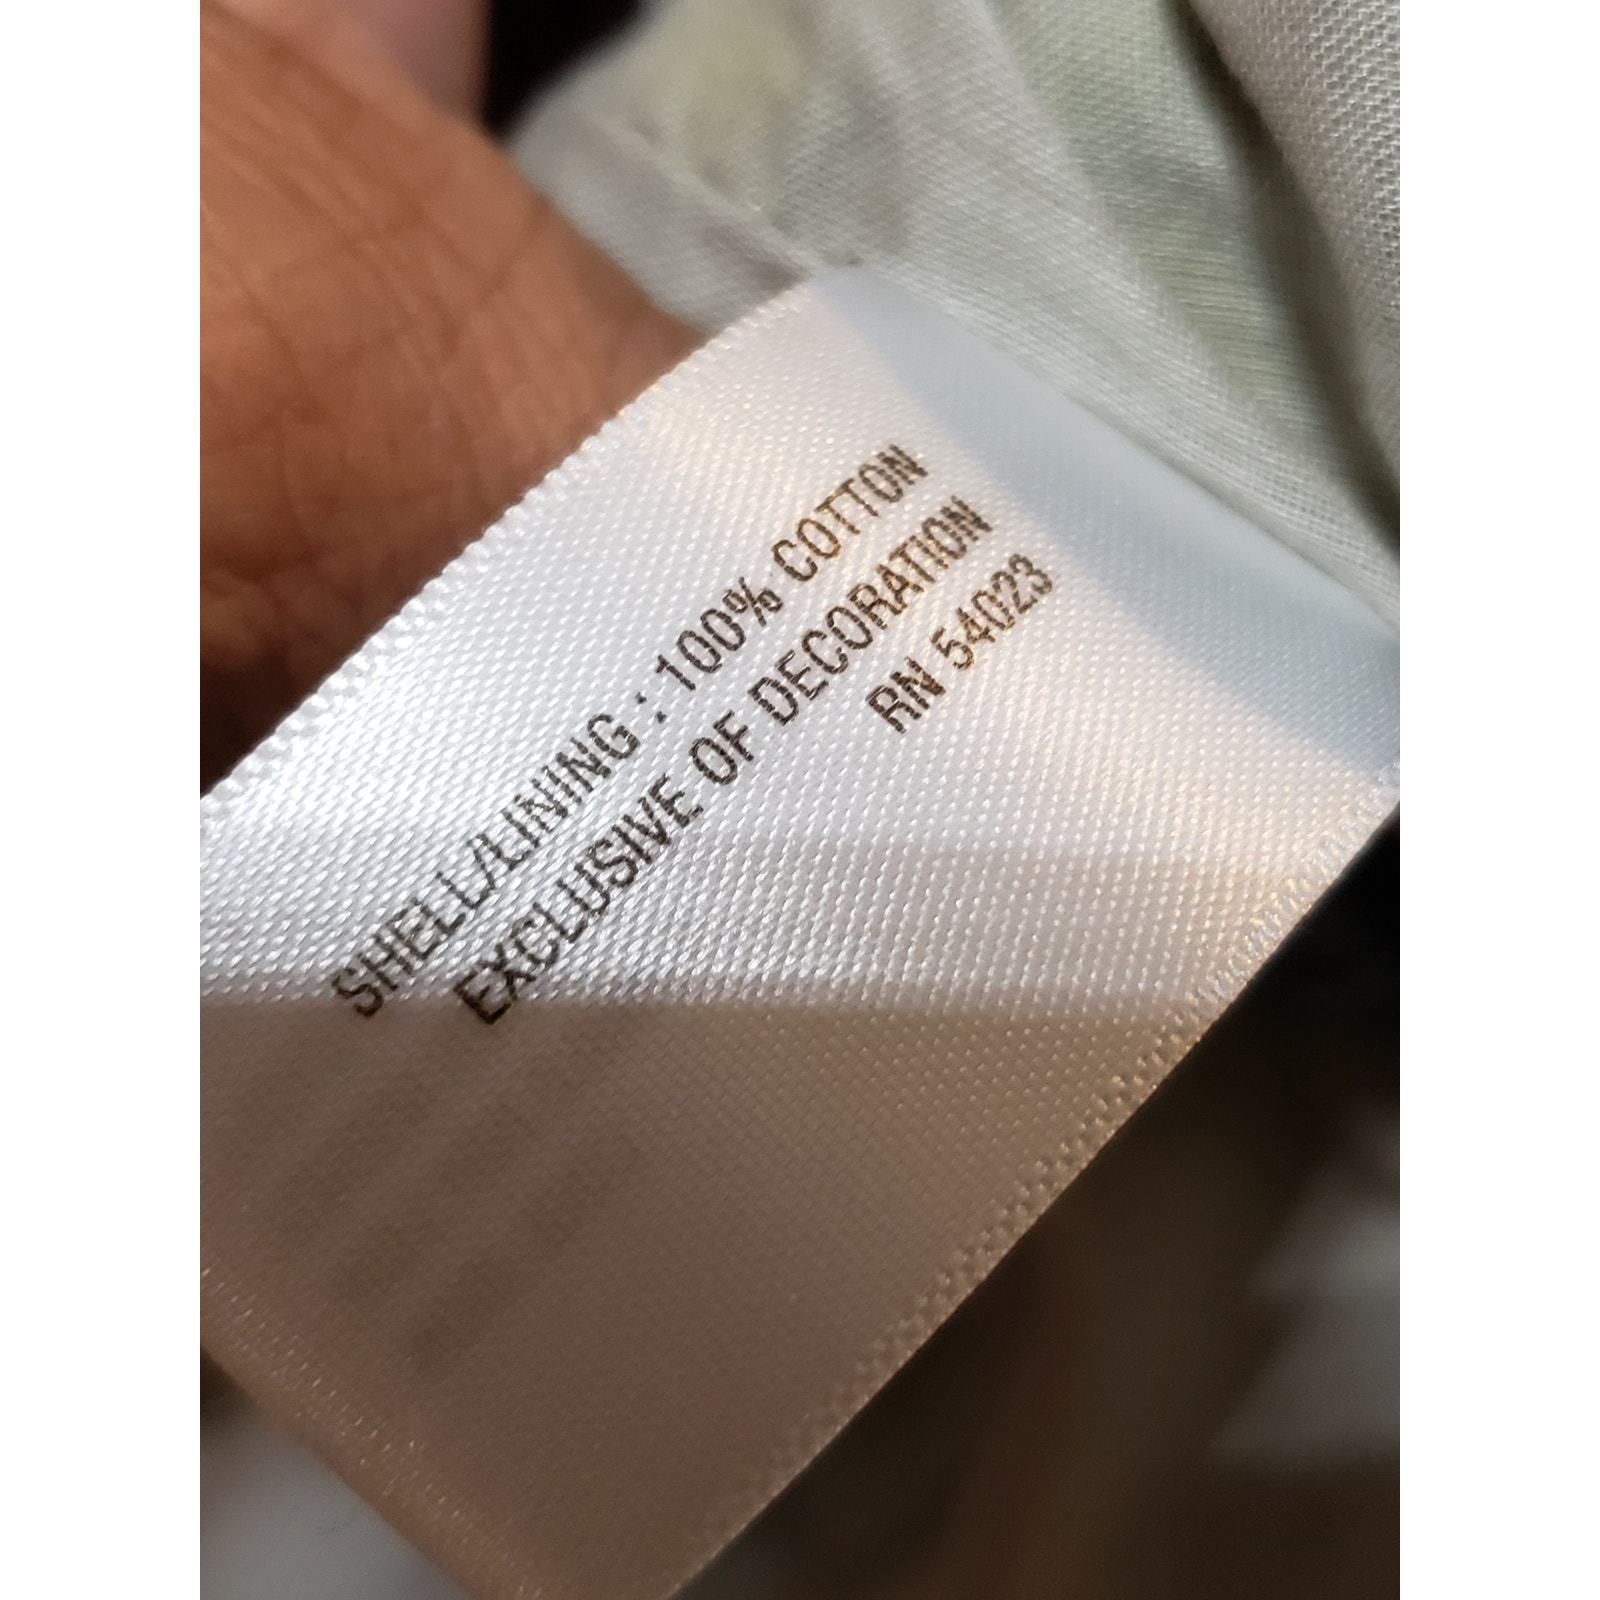 SHELL/LINING : 100% COTTON
EXCLUSIVE OF DECORATION
RN 54023